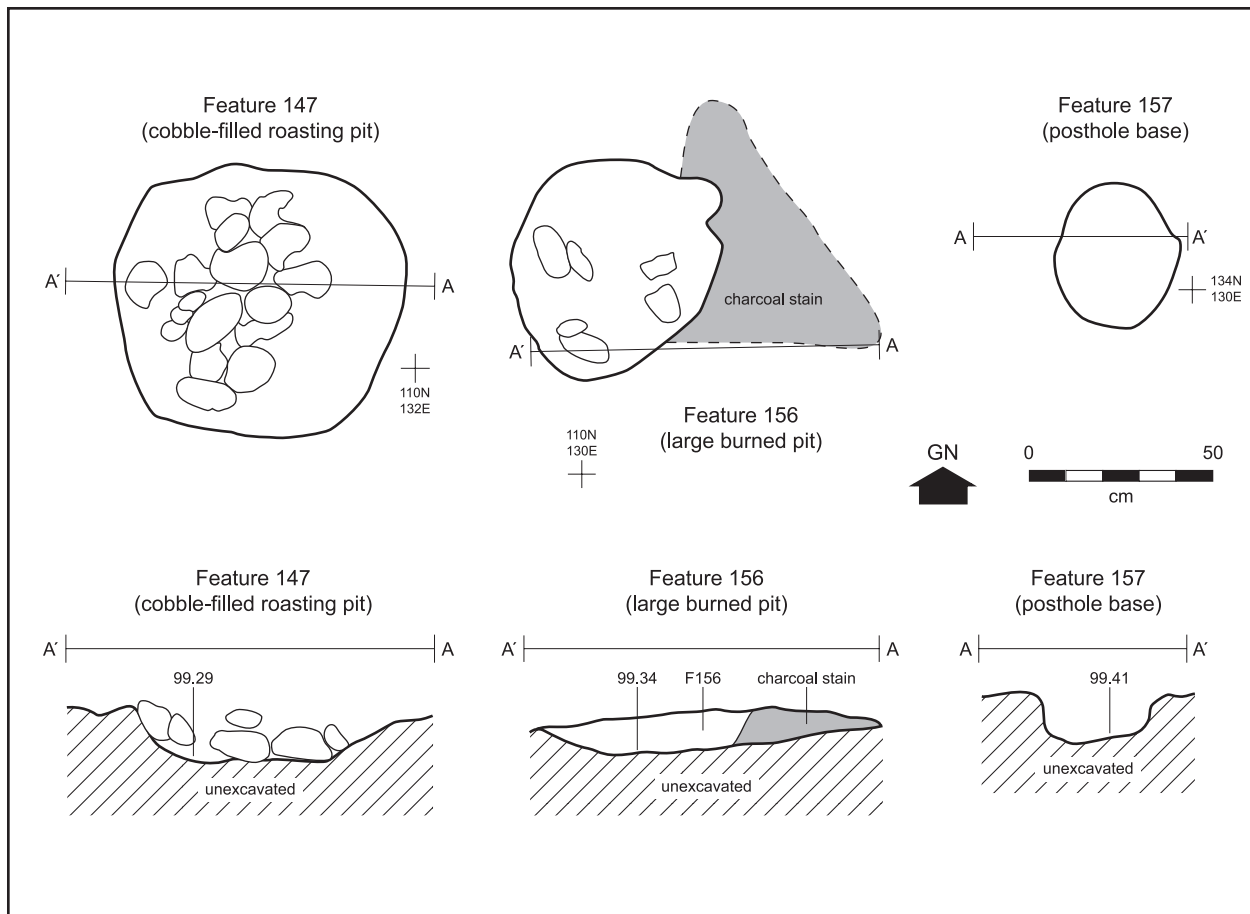 Feature 147
(cobble-filled roasting pit)
A′
A
110N
132E
charcoal stain
A′
A
Feature 156
(large burned pit)
110N
130E
Feature 157
(posthole base)
A
A′
134N
130E
GN
0
50
cm
Feature 147
(cobble-filled roasting pit)
A′
A
99.29
unexcavated
Feature 156
(large burned pit)
A′
A
99.34
F156
charcoal stain
unexcavated
Feature 157
(posthole base)
A
A′
99.41
unexcavated